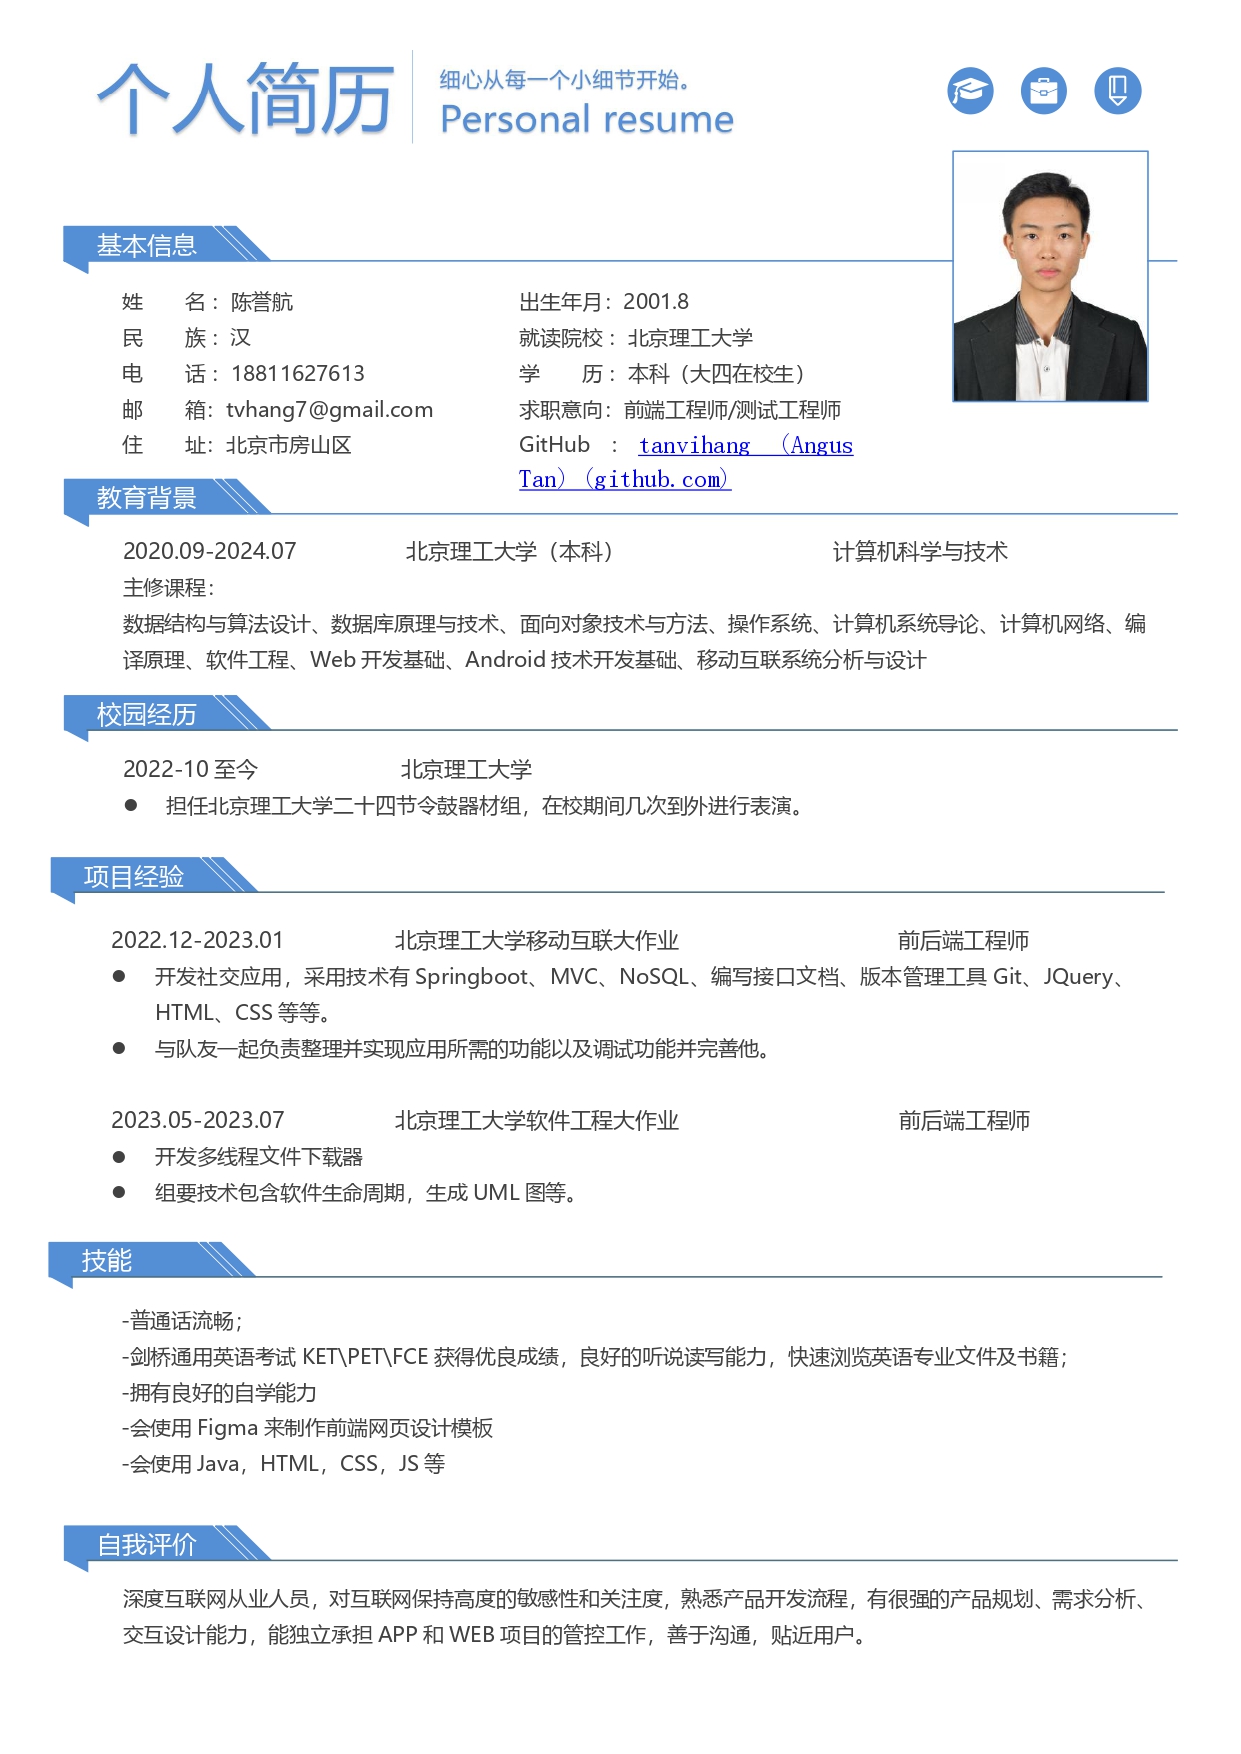 个人简历
细心从每一个小细节开始。
Personal resume
基本信息
姓　　名：陈誉航
出生年月：2001.8
民　　族：汉
就读院校：北京理工大学
电　　话：18811627613
学　　历：本科（大四在校生）
邮　　箱：tvhang7@gmail.com
求职意向：前端工程师/测试工程师
住　　址：北京市房山区
GitHub ：tanvihang （Angus
Tan）(github.com)
教育背景
2020.09-2024.07 北京理工大学（本科） 计算机科学与技术
主修课程：
数据结构与算法设计、数据库原理与技术、面向对象技术与方法、操作系统、计算机系统导论、计算机网络、编
译原理、软件工程、Web 开发基础、Android 技术开发基础、移动互联系统分析与设计
校园经历
2022-10 至今 北京理工大学
● 担任北京理工大学二十四节令鼓器材组，在校期间几次到外进行表演。
项目经验
2022.12-2023.01 北京理工大学移动互联大作业 前后端工程师
● 开发社交应用，采用技术有 Springboot、MVC、NoSQL、编写接口文档、版本管理工具 Git、JQuery、
HTML、CSS 等等。
● 与队友一起负责整理并实现应用所需的功能以及调试功能并完善他。
2023.05-2023.07 北京理工大学软件工程大作业 前后端工程师
● 开发多线程文件下载器
● 组要技术包含软件生命周期，生成 UML 图等。
技能
-普通话流畅；
-剑桥通用英语考试 KET\PET\FCE 获得优良成绩，良好的听说读写能力，快速浏览英语专业文件及书籍；
-拥有良好的自学能力
-会使用 Figma 来制作前端网页设计模板
-会使用 Java，HTML，CSS，JS 等
自我评价
深度互联网从业人员，对互联网保持高度的敏感性和关注度，熟悉产品开发流程，有很强的产品规划、需求分析、
交互设计能力，能独立承担 APP 和 WEB 项目的管控工作，善于沟通，贴近用户。